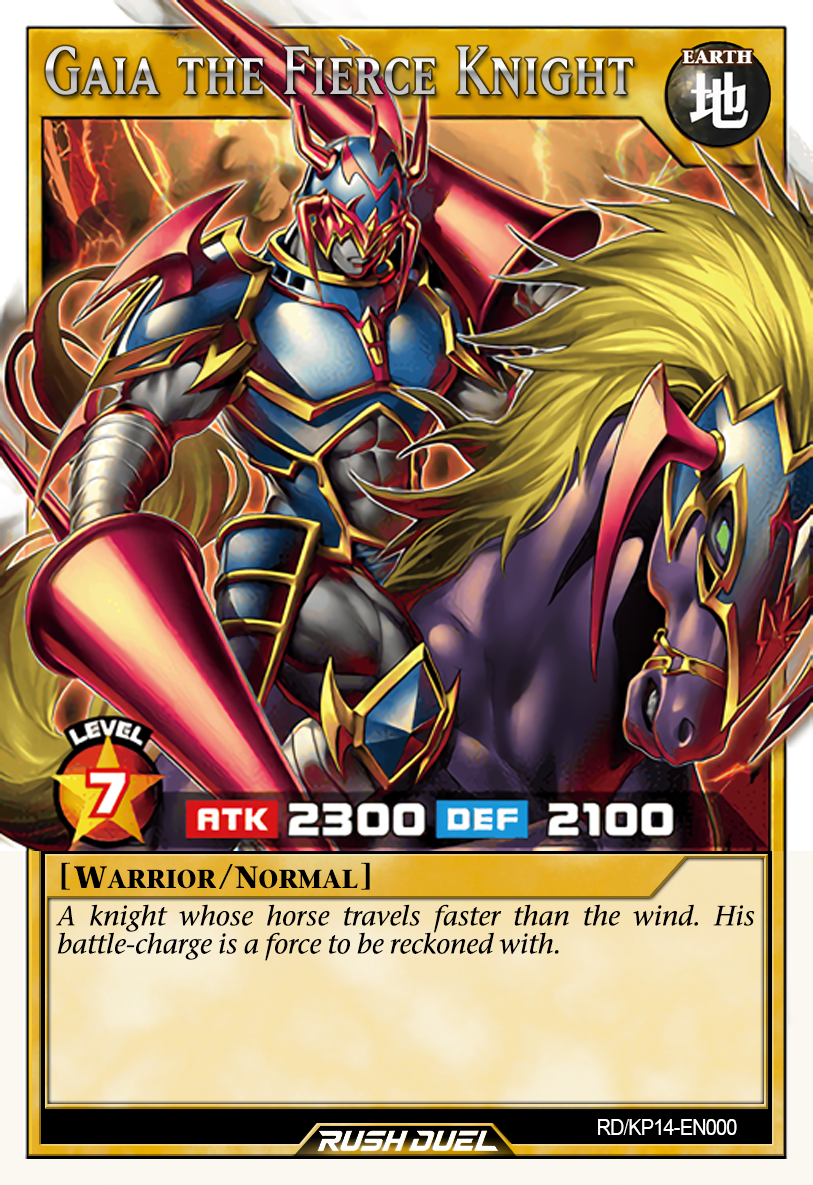 GAIA THE FIERCE KNIGHT
EARTH
地
LEVEL
7
ATK 2300 DEF 2100
[WARRIOR/NORMAL]
A knight whose horse travels faster than the wind. His
battle-charge is a force to be reckoned with.
RD/KP14-EN000
RUSH DUEL